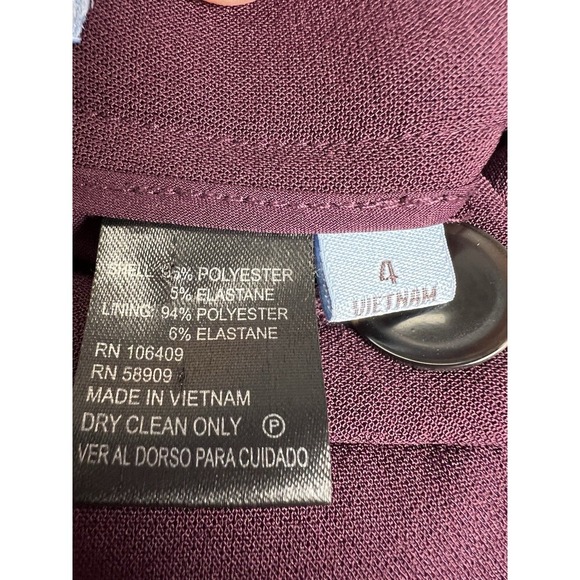 SHELL: 95% POLYESTER
5% ELASTANE
LINING: 94% POLYESTER
6% ELASTANE
RN 106409
RN 58909
MADE IN VIETNAM
DRY CLEAN ONLY Ⓟ
VER AL DORSO PARA CUIDADO
4
VIETNAM